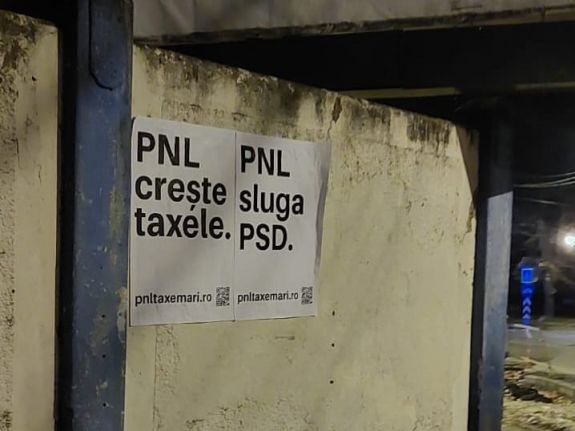 PNL
crește
taxele.
pnltaxemari.ro
PNL
sluga
PSD.
pnltaxemari.ro